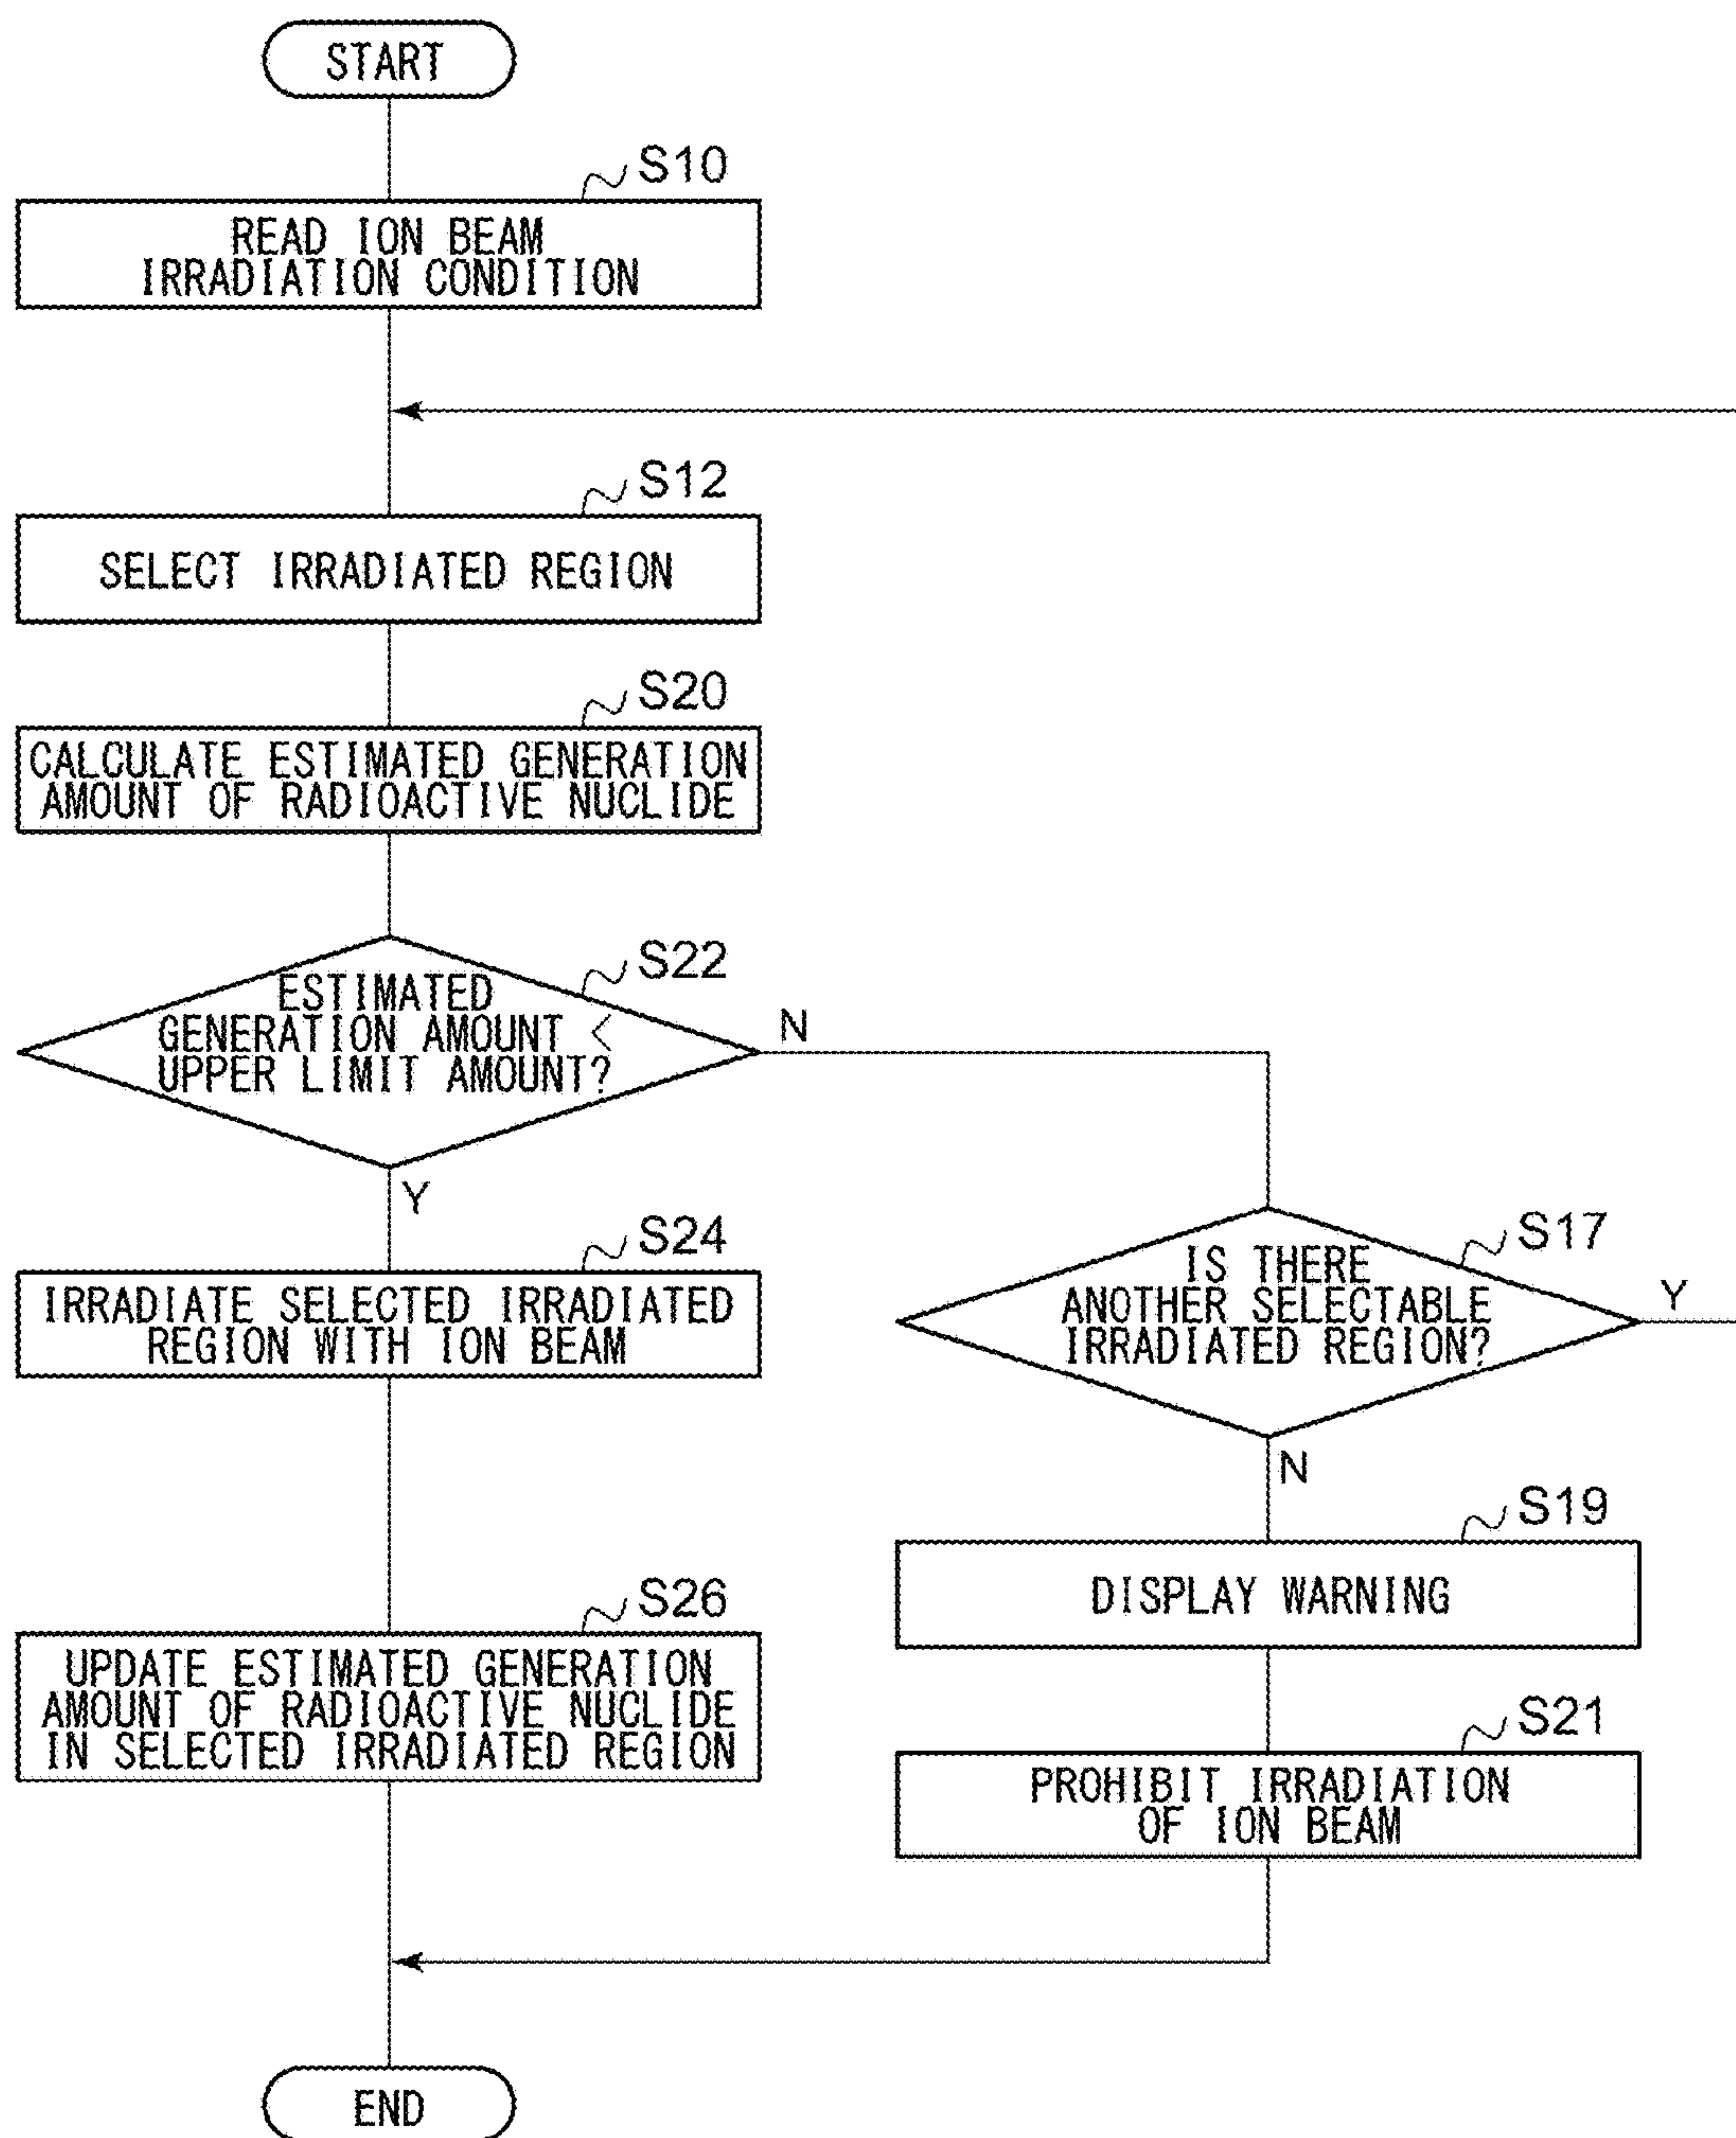 START
S10
READ ION BEAM
IRRADIATION CONDITION
S12
SELECT IRRADIATED REGION
S20
CALCULATE ESTIMATED GENERATION
AMOUNT OF RADIOACTIVE NUCLIDE
S22
ESTIMATED
GENERATION AMOUNT <
UPPER LIMIT AMOUNT?
N
Y
S24
IRRADIATE SELECTED IRRADIATED
REGION WITH ION BEAM
S17
IS THERE
ANOTHER SELECTABLE
IRRADIATED REGION?
Y
N
S19
DISPLAY WARNING
S26
UPDATE ESTIMATED GENERATION
AMOUNT OF RADIOACTIVE NUCLIDE
IN SELECTED IRRADIATED REGION
S21
PROHIBIT IRRADIATION
OF ION BEAM
END